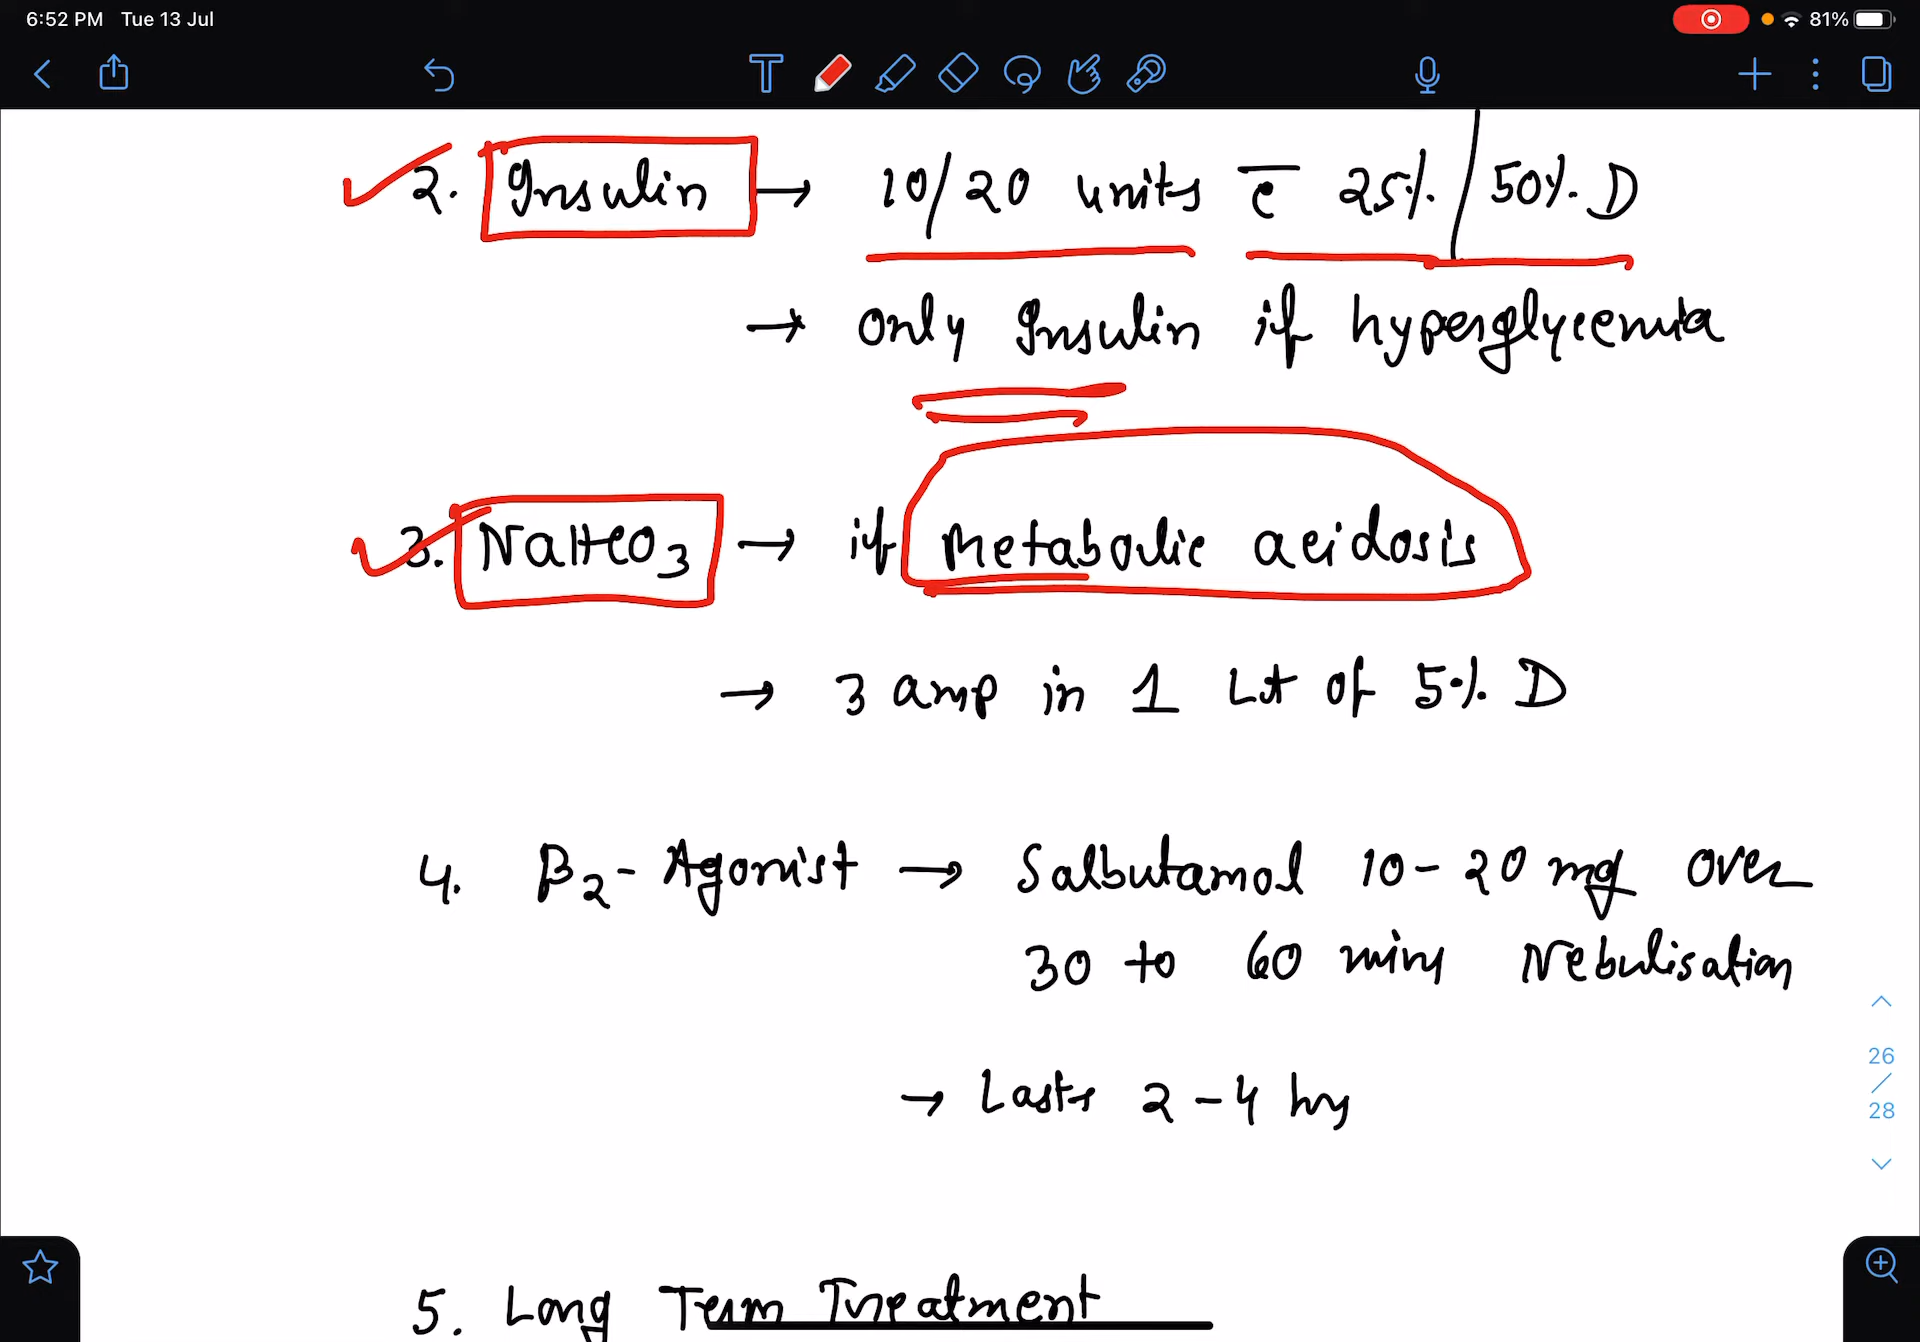 6:52 PM Tue 13 Jul
81%
T
2. Insulin → 10/20 units c̅ 25%/50% D
→ only Insulin if hyperglycemia
3. NaHCO3 → if Metabolic acidosis
→ 3 amp in 1 Lt of 5% D
4. β2-Agonist → Salbutamol 10-20 mg over
30 to 60 mins Nebulisation
→ Lasts 2-4 hrs
26
/
28
5. Long Term Treatment